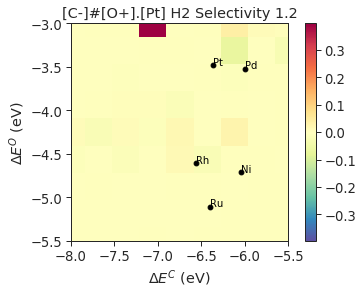 [C-]#[O+].[Pt] H2 Selectivity 1.2
−3.0
−3.5
−4.0
−4.5
−5.0
−5.5
ΔE^O (eV)
Pt
Pd
Rh
Ni
Ru
−8.0 −7.5 −7.0 −6.5 −6.0 −5.5
ΔE^C (eV)
0.3
0.2
0.1
0.0
−0.1
−0.2
−0.3